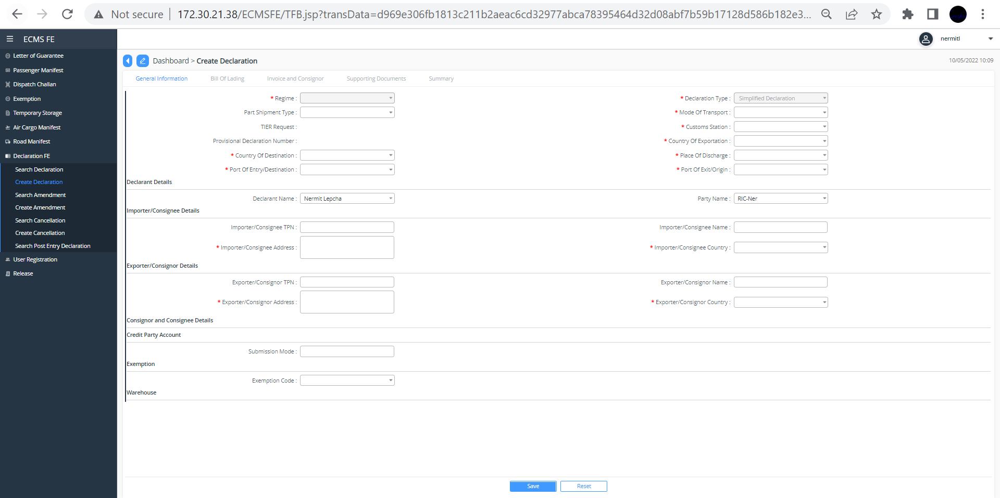 Not secure | 172.30.21.38/ECMSFE/TFB.jsp?transData=d969e306fb1813c211b2aeac6cd32977abca78395464d32d08abf7b59b17128d586b182e3...
ECMS FE
nermitl
Letter of Guarantee
Passenger Manifest
Dispatch Challan
Exemption
Temporary Storage
Air Cargo Manifest
Road Manifest
Declaration FE
Search Declaration
Create Declaration
Search Amendment
Create Amendment
Search Cancellation
Create Cancellation
Search Post Entry Declaration
User Registration
Release
Dashboard > Create Declaration
10/05/2022 10:09
General Information Bill Of Lading Invoice and Consignor Supporting Documents Summary
* Regime : * Declaration Type : Simplified Declaration
Part Shipment Type : * Mode Of Transport :
TIER Request : * Customs Station :
Provisional Declaration Number : * Country Of Exportation :
* Country Of Destination : * Place Of Discharge :
* Port Of Entry/Destination : * Port Of Exit/Origin :
Declarant Details
Declarant Name : Nermit Lepcha Party Name : RIC-Ner
Importer/Consignee Details
Importer/Consignee TPN : Importer/Consignee Name :
* Importer/Consignee Address : * Importer/Consignee Country :
Exporter/Consignor Details
Exporter/Consignor TPN : Exporter/Consignor Name :
* Exporter/Consignor Address : * Exporter/Consignor Country :
Consignor and Consignee Details
Credit Party Account
Submission Mode :
Exemption
Exemption Code :
Warehouse
Save Reset